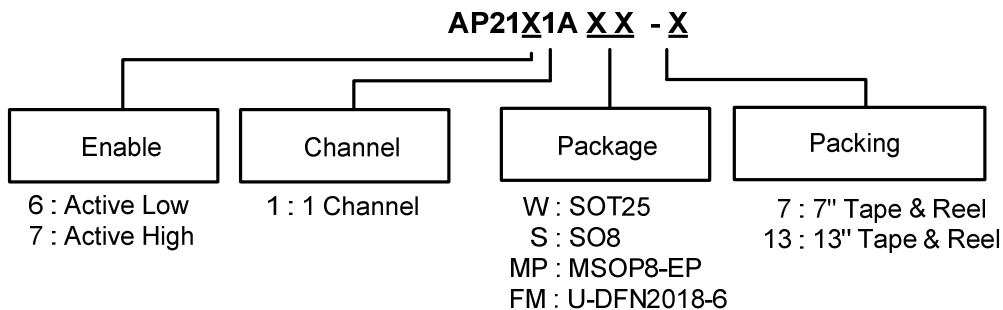 AP21X1A X X - X
Enable
Channel
Package
Packing
6 : Active Low
7 : Active High
1 : 1 Channel
W : SOT25
S : SO8
MP : MSOP8-EP
FM : U-DFN2018-6
7 : 7" Tape & Reel
13 : 13" Tape & Reel